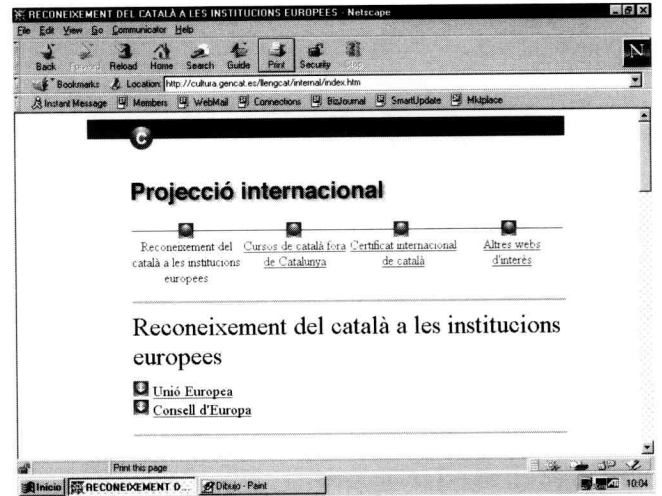 RECONEIXEMENT DEL CATALÀ A LES INSTITUCIONS EUROPEES - Netscape
File Edit View Go Communicator Help
Back Forward Reload Home Search Guide Print Security Stop
Bookmarks Location: http://cultura.gencat.es/llengcat/internal/index.htm
Instant Message Members WebMail Connections BizJournal SmartUpdate Mktplace
C
N
Projecció internacional
Reconeixement del català a les institucions europees
Cursos de català fora de Catalunya
Certificat internacional de català
Altres webs d'interès
Reconeixement del català a les institucions
europees
Unió Europea
Consell d'Europa
Print this page
Inicio RECONEIXEMENT D... Dibujo - Paint 10:04